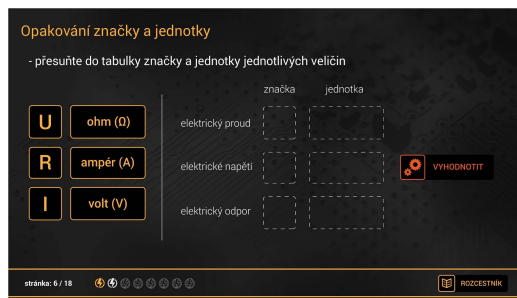 Opakování značky a jednotky
- přesuňte do tabulky značky a jednotky jednotlivých veličin
značka jednotka
U ohm (Ω) elektrický proud
R ampér (A) elektrické napětí VYHODNOTIT
I volt (V) elektrický odpor
stránka: 6 / 18 ROZCESTNÍK